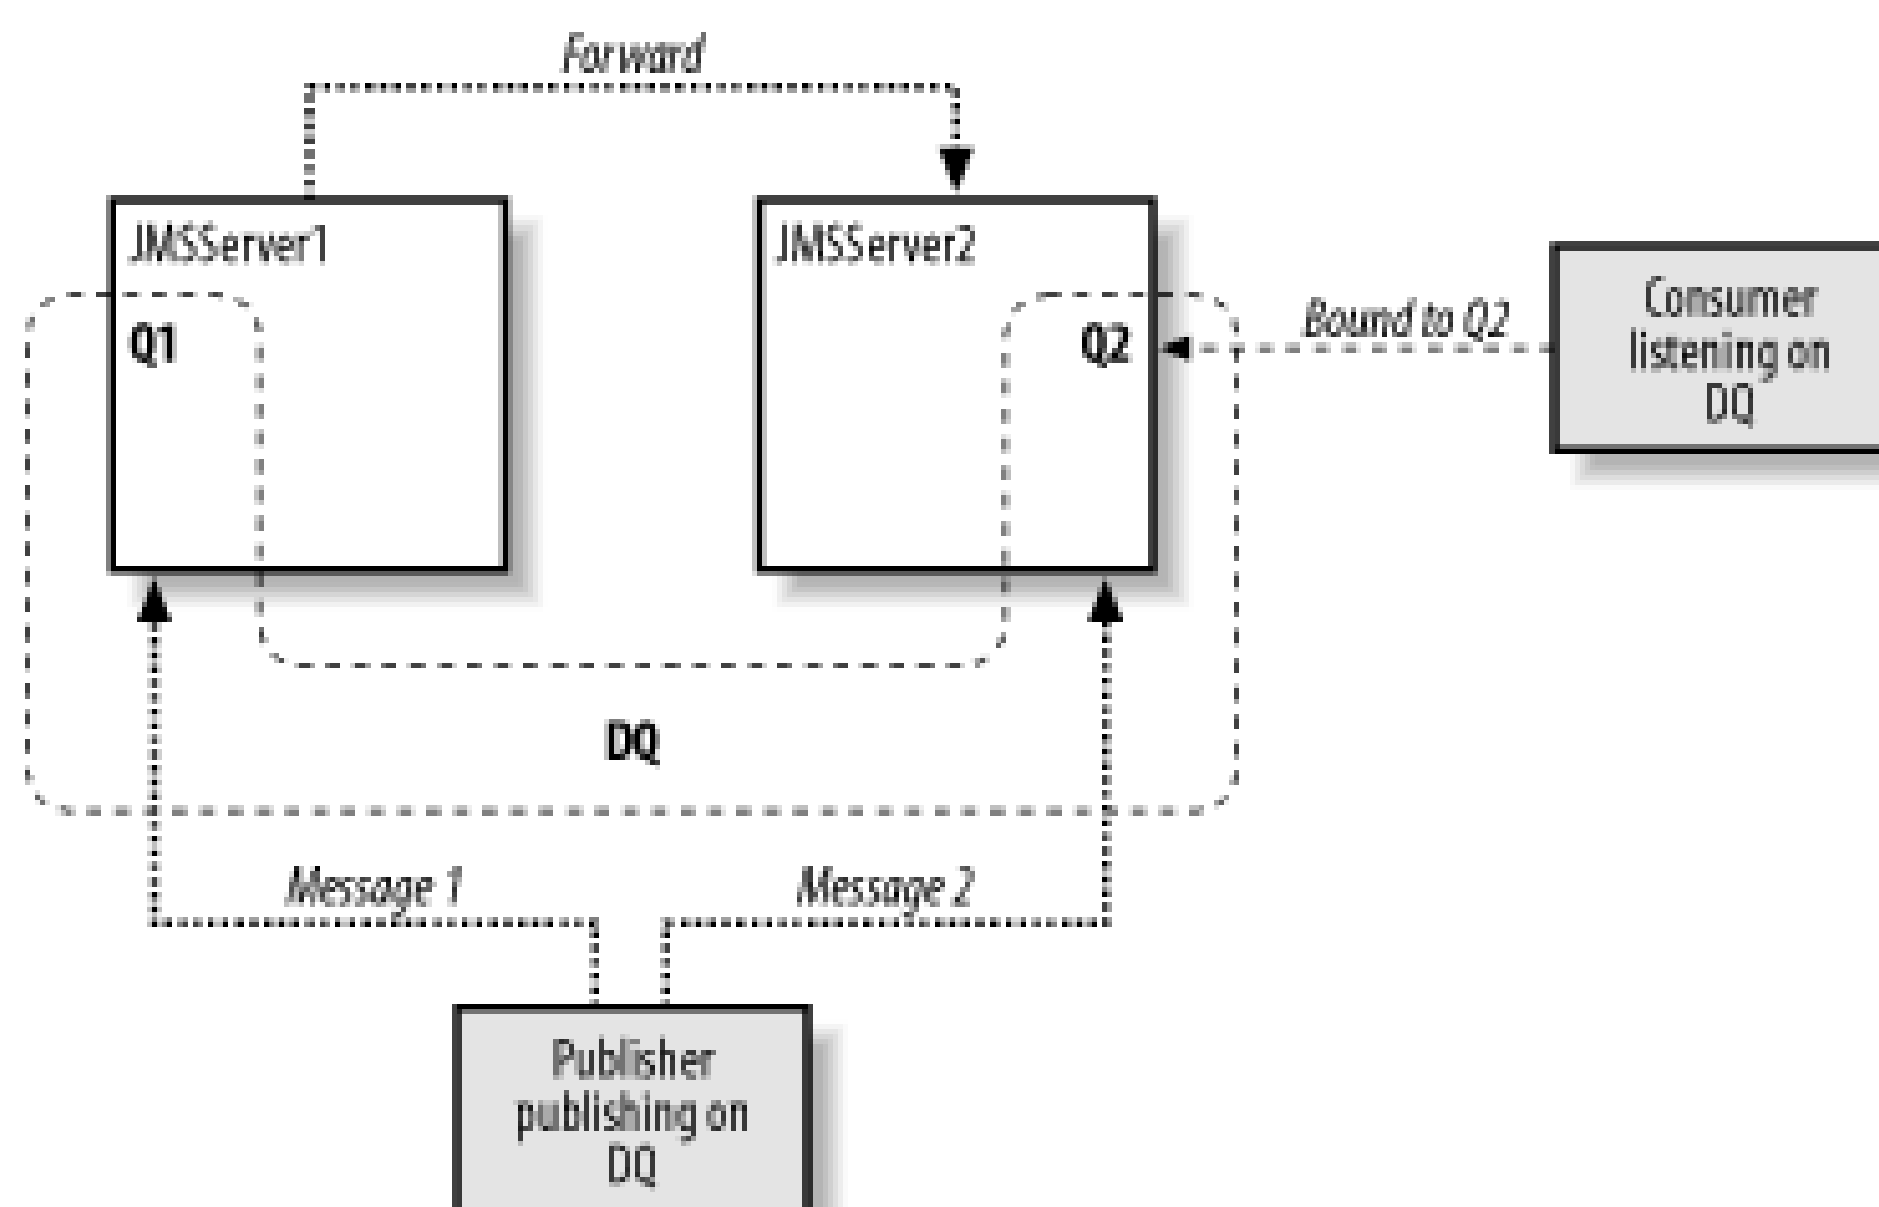 Forward
JMSServer1
JMSServer2
Q1
Q2
Bound to Q2
Consumer
listening on
DQ
DQ
Message 1
Message 2
Publisher
publishing on
DQ